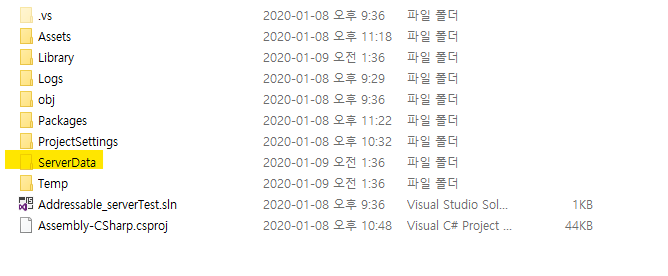 .vs 2020-01-08 오후 9:36 파일 폴더
Assets 2020-01-08 오후 11:18 파일 폴더
Library 2020-01-09 오전 1:36 파일 폴더
Logs 2020-01-08 오후 9:29 파일 폴더
obj 2020-01-08 오후 9:36 파일 폴더
Packages 2020-01-08 오후 11:22 파일 폴더
ProjectSettings 2020-01-08 오후 10:32 파일 폴더
ServerData 2020-01-09 오전 1:36 파일 폴더
Temp 2020-01-09 오전 1:36 파일 폴더
Addressable_serverTest.sln 2020-01-08 오후 9:36 Visual Studio Sol... 1KB
Assembly-CSharp.csproj 2020-01-08 오후 10:48 Visual C# Project ... 44KB